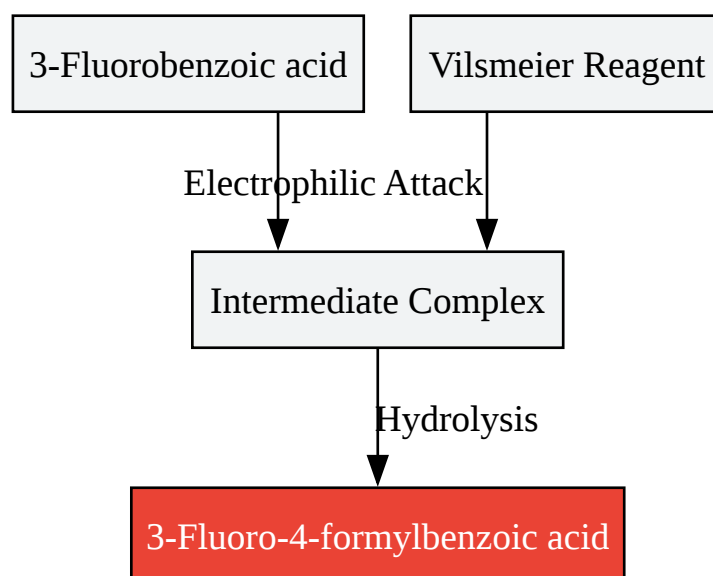 3-Fluorobenzoic acid
Vilsmeier Reagent
Electrophilic Attack
Intermediate Complex
Hydrolysis
3-Fluoro-4-formylbenzoic acid